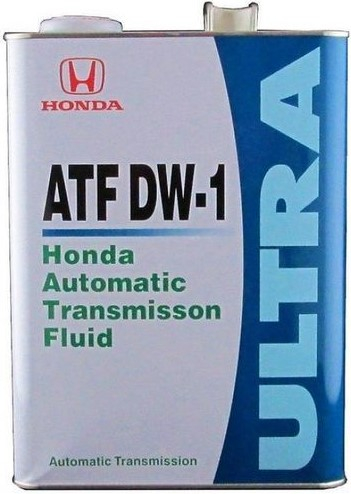 HONDA
ATF DW-1
Honda
Automatic
Transmisson
Fluid
ULTRA
Automatic Transmission